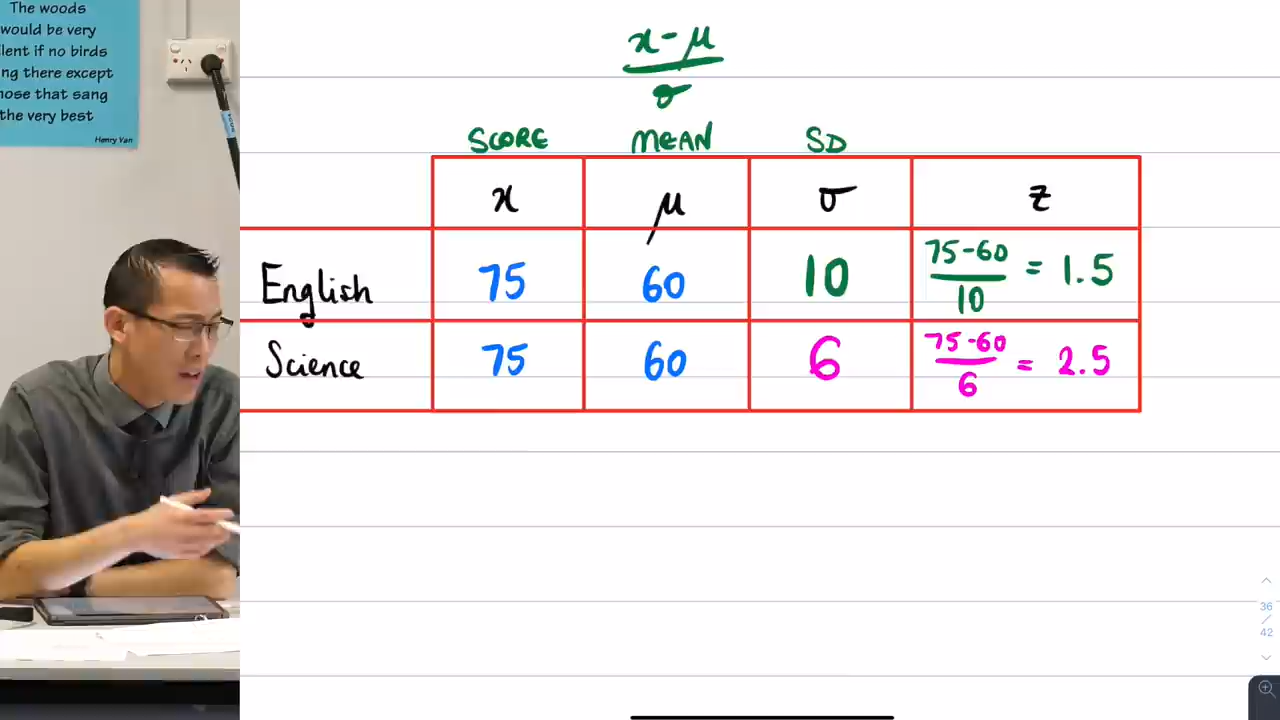 The woods
would be very
lent if no birds
ng there except
hose that sang
the very best
Henry Van
x - μ
σ
SCORE MEAN SD
x μ σ z
English 75 60 10 75-60 = 1.5
10
Science 75 60 6 75-60 = 2.5
6
36
/
42